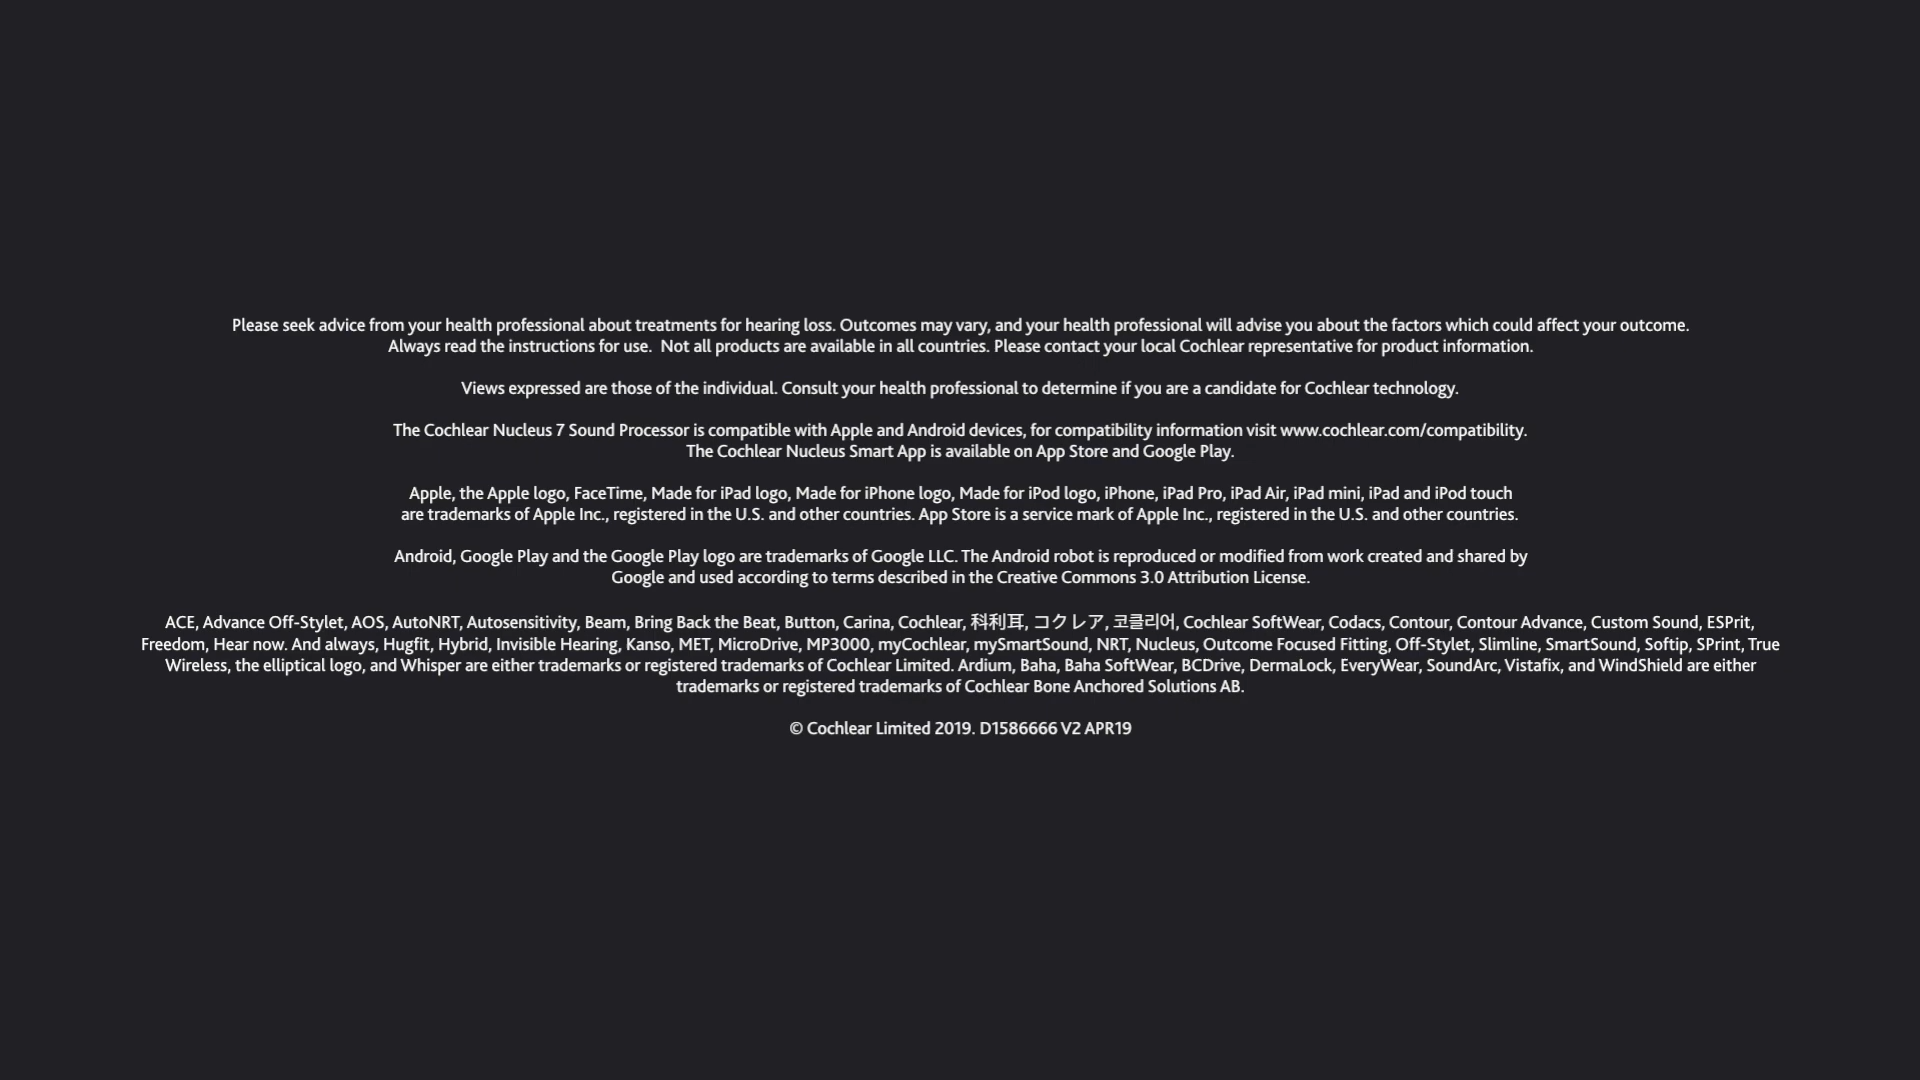 Please seek advice from your health professional about treatments for hearing loss. Outcomes may vary, and your health professional will advise you about the factors which could affect your outcome.
Always read the instructions for use.  Not all products are available in all countries. Please contact your local Cochlear representative for product information.
Views expressed are those of the individual. Consult your health professional to determine if you are a candidate for Cochlear technology.
The Cochlear Nucleus 7 Sound Processor is compatible with Apple and Android devices, for compatibility information visit www.cochlear.com/compatibility.
The Cochlear Nucleus Smart App is available on App Store and Google Play.
Apple, the Apple logo, FaceTime, Made for iPad logo, Made for iPhone logo, Made for iPod logo, iPhone, iPad Pro, iPad Air, iPad mini, iPad and iPod touch
are trademarks of Apple Inc., registered in the U.S. and other countries. App Store is a service mark of Apple Inc., registered in the U.S. and other countries.
Android, Google Play and the Google Play logo are trademarks of Google LLC. The Android robot is reproduced or modified from work created and shared by
Google and used according to terms described in the Creative Commons 3.0 Attribution License.
ACE, Advance Off-Stylet, AOS, AutoNRT, Autosensitivity, Beam, Bring Back the Beat, Button, Carina, Cochlear, 科利耳, コクレア, 코클리어, Cochlear SoftWear, Codacs, Contour, Contour Advance, Custom Sound, ESPrit,
Freedom, Hear now. And always, Hugfit, Hybrid, Invisible Hearing, Kanso, MET, MicroDrive, MP3000, myCochlear, mySmartSound, NRT, Nucleus, Outcome Focused Fitting, Off-Stylet, Slimline, SmartSound, Softip, SPrint, True
Wireless, the elliptical logo, and Whisper are either trademarks or registered trademarks of Cochlear Limited. Ardium, Baha, Baha SoftWear, BCDrive, DermaLock, EveryWear, SoundArc, Vistafix, and WindShield are either
trademarks or registered trademarks of Cochlear Bone Anchored Solutions AB.
© Cochlear Limited 2019. D1586666 V2 APR19